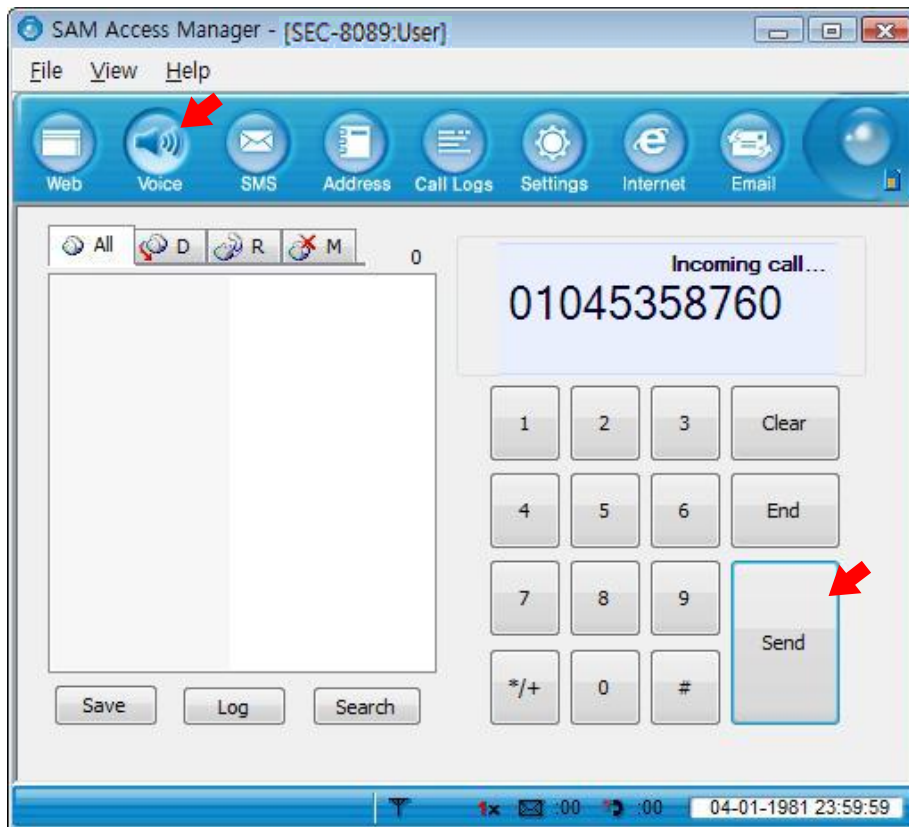 SAM Access Manager - [SEC-8089:User]
File View Help
Web Voice SMS Address Call Logs Settings Internet Email
All D R M 0
Incoming call...
01045358760
1 2 3 Clear
4 5 6 End
7 8 9 Send
*/+ 0 #
Save Log Search
1x :00 :00 04-01-1981 23:59:59